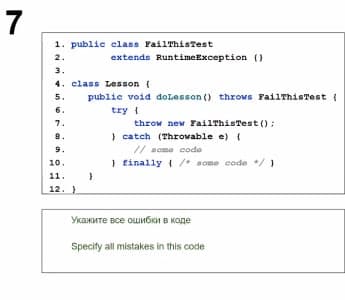 7
1. public class FailThisTest
2. extends RuntimeException {}
3.
4. class Lesson {
5. public void doLesson() throws FailThisTest {
6. try {
7. throw new FailThisTest();
8. } catch (Throwable e) {
9. // some code
10. } finally { /* some code */ }
11. }
12. }
Укажите все ошибки в коде
Specify all mistakes in this code